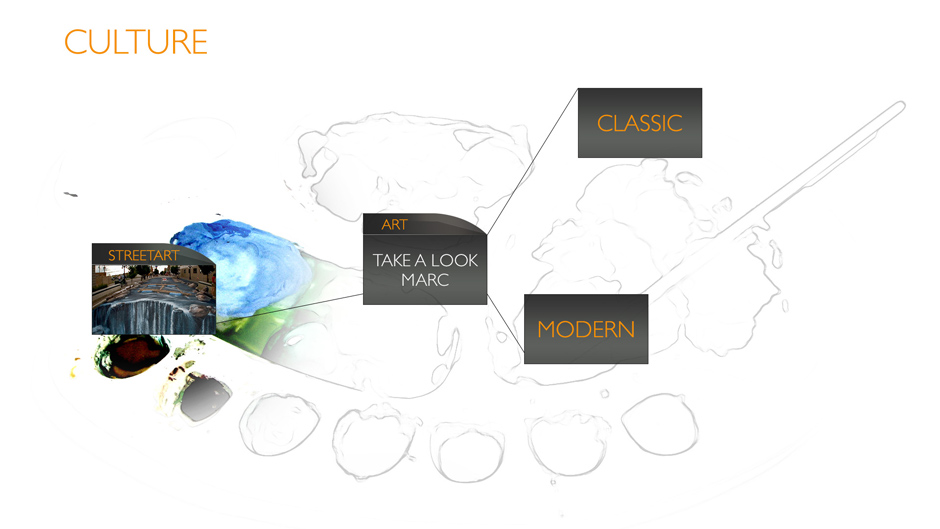 CULTURE
CLASSIC
ART
TAKE A LOOK
MARC
STREETART
MODERN